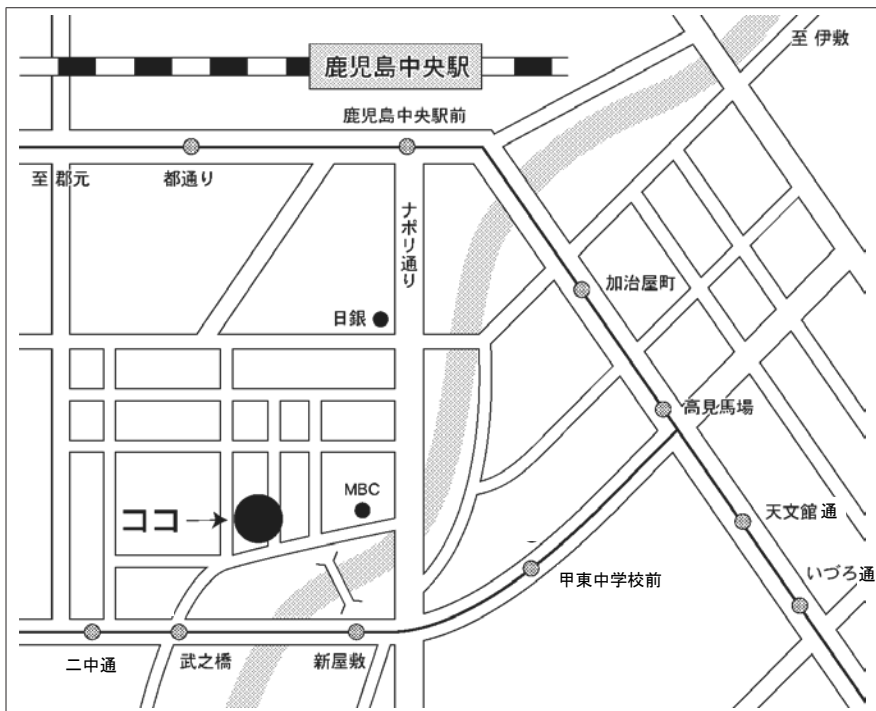 至 伊敷
鹿児島中央駅
鹿児島中央駅前
至 郡元
都通り
ナポリ通り
加治屋町
日銀
高見馬場
MBC
ココ
天文館通
いづろ通
甲東中学校前
二中通
武之橋
新屋敷